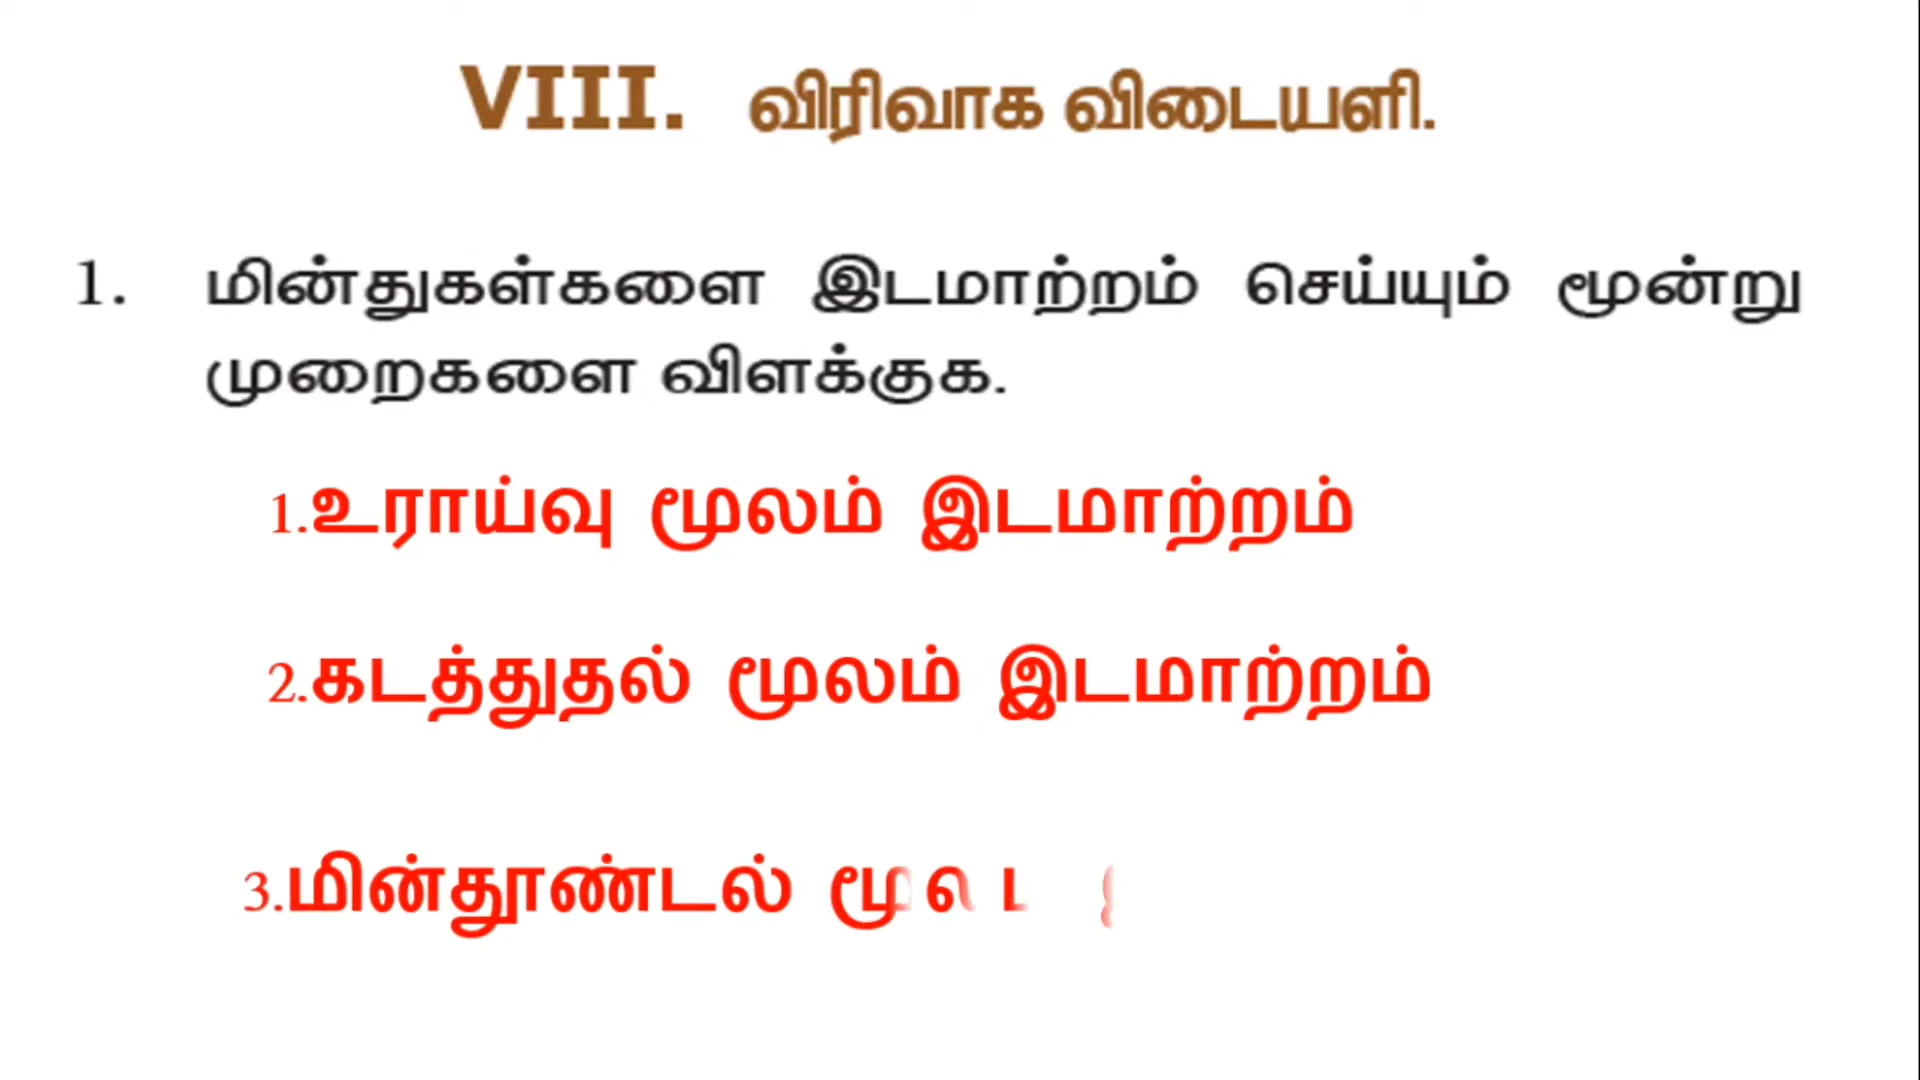 VIII. விரிவாக விடையளி.
1. மின்துகள்களை இடமாற்றம் செய்யும் மூன்று
முறைகளை விளக்குக.
1.உராய்வு மூலம் இடமாற்றம்
2.கடத்துதல் மூலம் இடமாற்றம்
3.மின்தூண்டல்